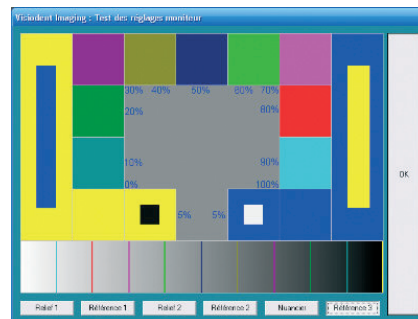 Visiodent Imaging : Test des réglages moniteur
30% 40% 50% 60% 70%
20% 80%
10% 90%
0% 100%
5% 5%
OK
Relief 1 Référence 1 Relief 2 Référence 2 Nuancier Référence 3